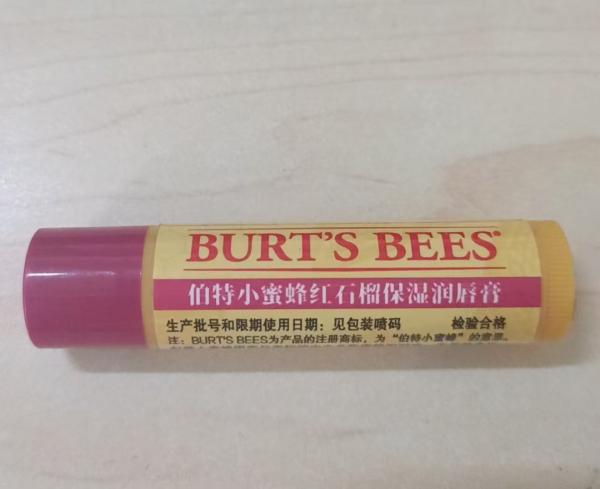 BURT'S BEES®
伯特小蜜蜂红石榴保湿润唇膏
生产批号和限期使用日期：见包装喷码 检验合格
注：BURT'S BEES为产品的注册商标，为“伯特小蜜蜂”的意思。